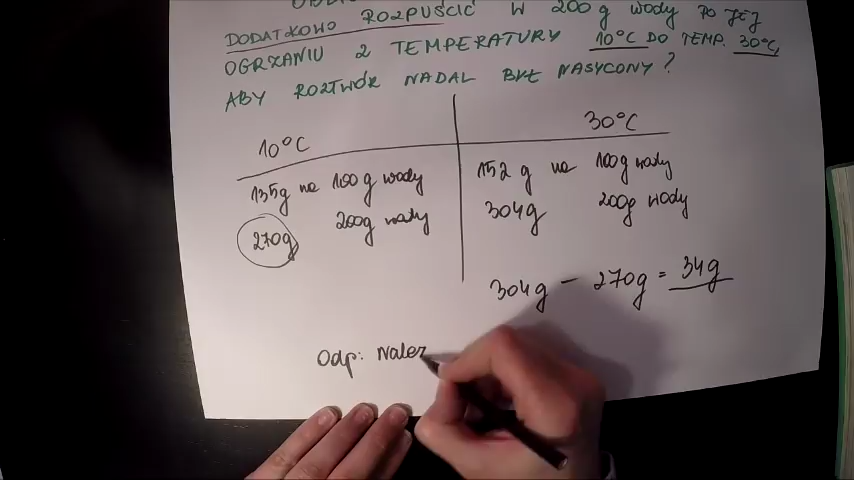 DODATKOWO ROZPUŚCIĆ W 200 g WODY PO JEJ
OGRZANIU Z TEMPERATURY 10°C DO TEMP. 30°C,
ABY ROZTWÓR NADAL BYŁ NASYCONY?
10°C
30°C
135g na 100g wody
152 g na 100g wody
270g 200g wody
304g 200g wody
304g - 270g = 34g
Odp: Należ